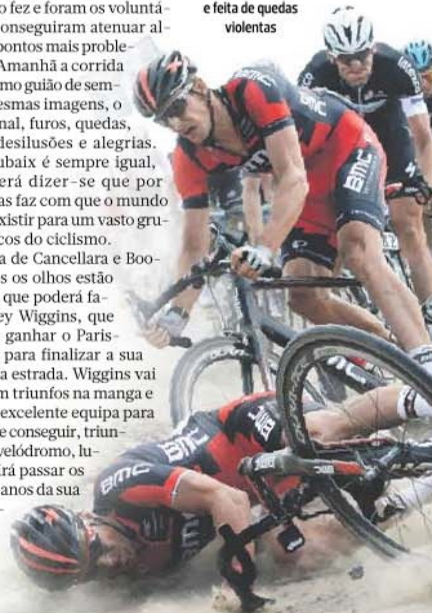 e feita de quedas
violentas
o fez e foram os voluntá-
onseguiram atenuar al-
pontos mais proble-
Amanhã a corrida
mo guião de sem-
esmas imagens, o
nal, furos, quedas,
desilusões e alegrias.
ubaix é sempre igual,
erá dizer-se que por
as faz com que o mundo
xistir para um vasto gru-
cos do ciclismo.
a de Cancellara e Boo-
s os olhos estão
que poderá fa-
ey Wiggins, que
ganhar o Paris-
para finalizar a sua
a estrada. Wiggins vai
m triunfos na manga e
excelente equipa para
e conseguir, triun-
velódromo, lu-
irá passar os
anos da sua
BMC
BMC
BMC
BMC
BMC